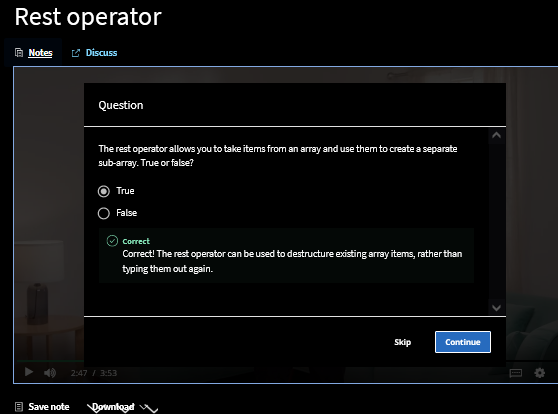 Rest operator
Notes
Discuss
Question
The rest operator allows you to take items from an array and use them to create a separate
sub-array. True or false?
True
False
Correct
Correct! The rest operator can be used to destructure existing array items, rather than
typing them out again.
Skip
Continue
2:47 / 3:53
Save note
Download